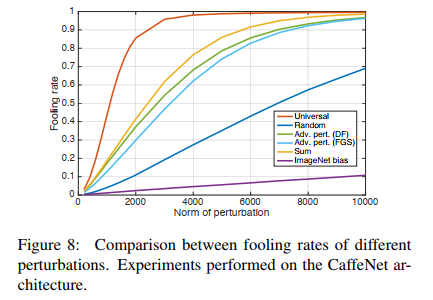 1
0.9
0.8
0.7
0.6
0.5
0.4
0.3
0.2
0.1
0
Fooling rate
0 2000 4000 6000 8000 10000
Norm of perturbation
Universal
Random
Adv. pert. (DF)
Adv. pert. (FGS)
Sum
ImageNet bias
Figure 8: Comparison between fooling rates of different
perturbations. Experiments performed on the CaffeNet ar-
chitecture.